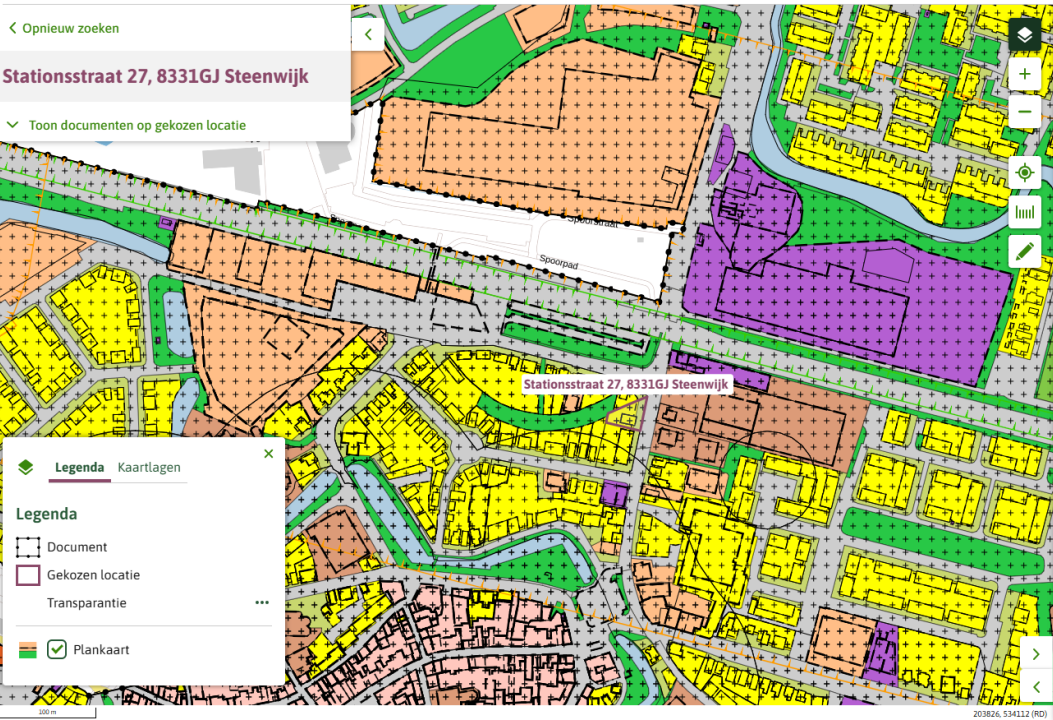 Opnieuw zoeken
Stationsstraat 27, 8331GJ Steenwijk
Toon documenten op gekozen locatie
Spoorstraat
Spoorpad
Stationsstraat 27, 8331GJ Steenwijk
Legenda Kaartlagen
Legenda
Document
Gekozen locatie
Transparantie
Plankaart
100 m
203826, 534112 (RD)